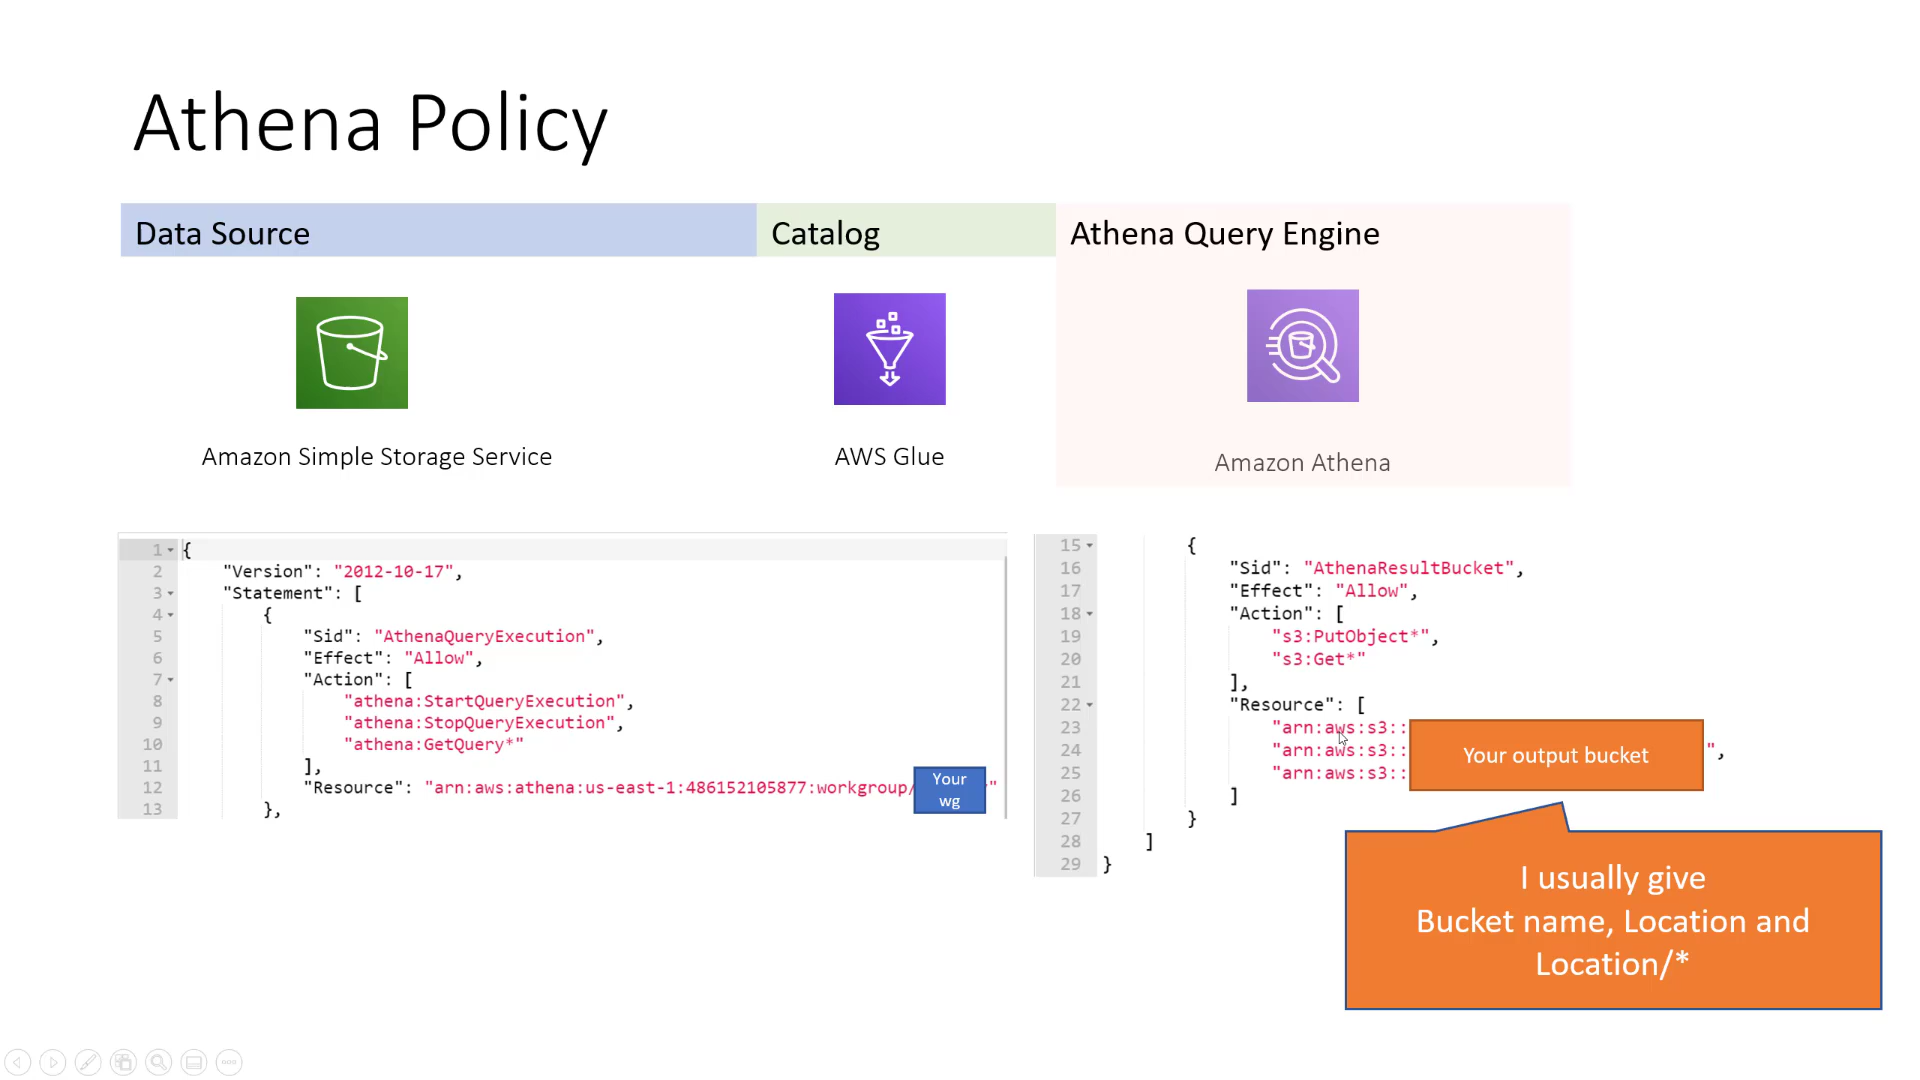 Athena Policy
Data Source
Catalog
Athena Query Engine
Amazon Simple Storage Service
AWS Glue
Amazon Athena
1 {
2 "Version": "2012-10-17",
3 "Statement": [
4 {
5 "Sid": "AthenaQueryExecution",
6 "Effect": "Allow",
7 "Action": [
8 "athena:StartQueryExecution",
9 "athena:StopQueryExecution",
10 "athena:GetQuery*"
11 ],
12 "Resource": "arn:aws:athena:us-east-1:486152105877:workgroup/ "
13 },
Your
wg
15 {
16 "Sid": "AthenaResultBucket",
17 "Effect": "Allow",
18 "Action": [
19 "s3:PutObject*",
20 "s3:Get*"
21 ],
22 "Resource": [
23 "arn:aws:s3::
24 "arn:aws:s3:: ",
25 "arn:aws:s3::
26 ]
27 }
28 ]
29 }
Your output bucket
I usually give
Bucket name, Location and
Location/*